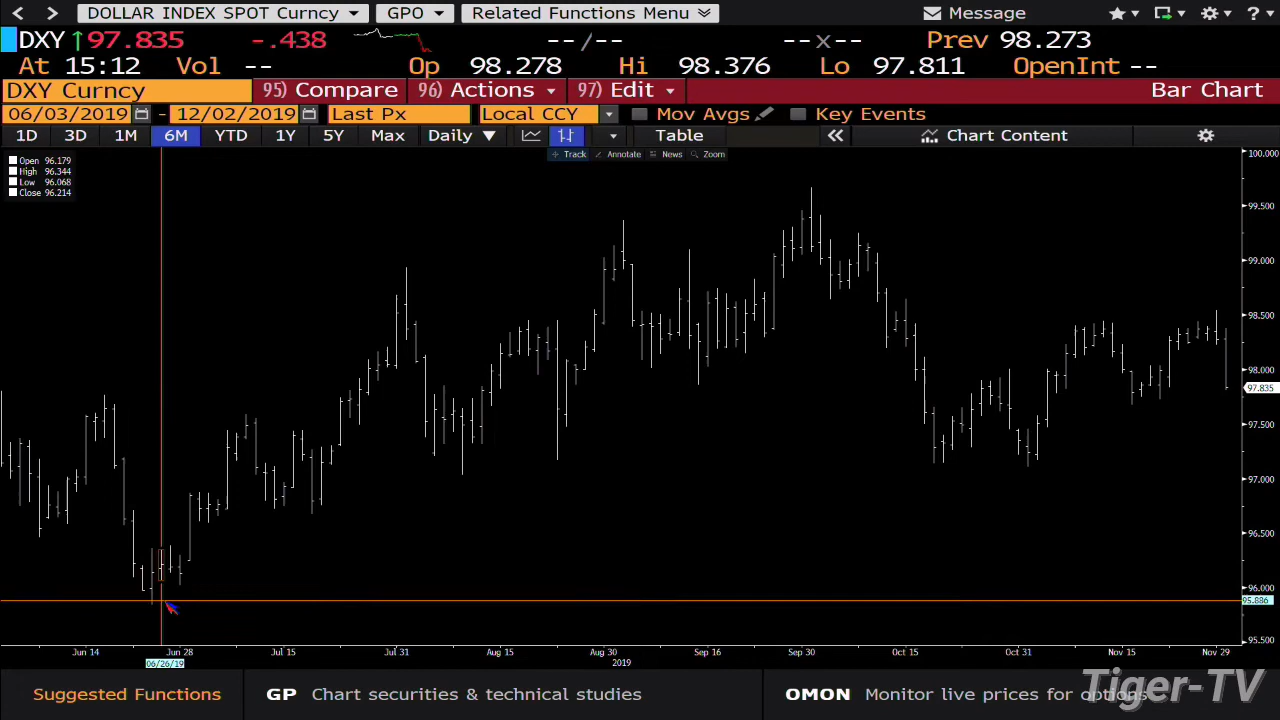 DOLLAR INDEX SPOT Curncy GPO Related Functions Menu Message ?
DXY 97.835 -.438 --/-- --x-- Prev 98.273
At 15:12 Vol -- Op 98.278 Hi 98.376 Lo 97.811 OpenInt --
DXY Curncy 95) Compare 96) Actions 97) Edit Bar Chart
06/03/2019 - 12/02/2019 Last Px Local CCY Mov Avgs Key Events
1D 3D 1M 6M YTD 1Y 5Y Max Daily Table Chart Content
Track Annotate News Zoom
Open 96.179
High 96.344
Low 96.068
Close 96.214
100.000
99.500
99.000
98.500
98.000
97.835
97.500
97.000
96.500
96.000
95.886
95.500
Jun 14 Jun 28 Jul 15 Jul 31 Aug 15 Aug 30 Sep 16 Sep 30 Oct 15 Oct 31 Nov 15 Nov 29
06/26/19 2019
Suggested Functions GP Chart securities & technical studies OMON Monitor live prices for options
Tiger-TV